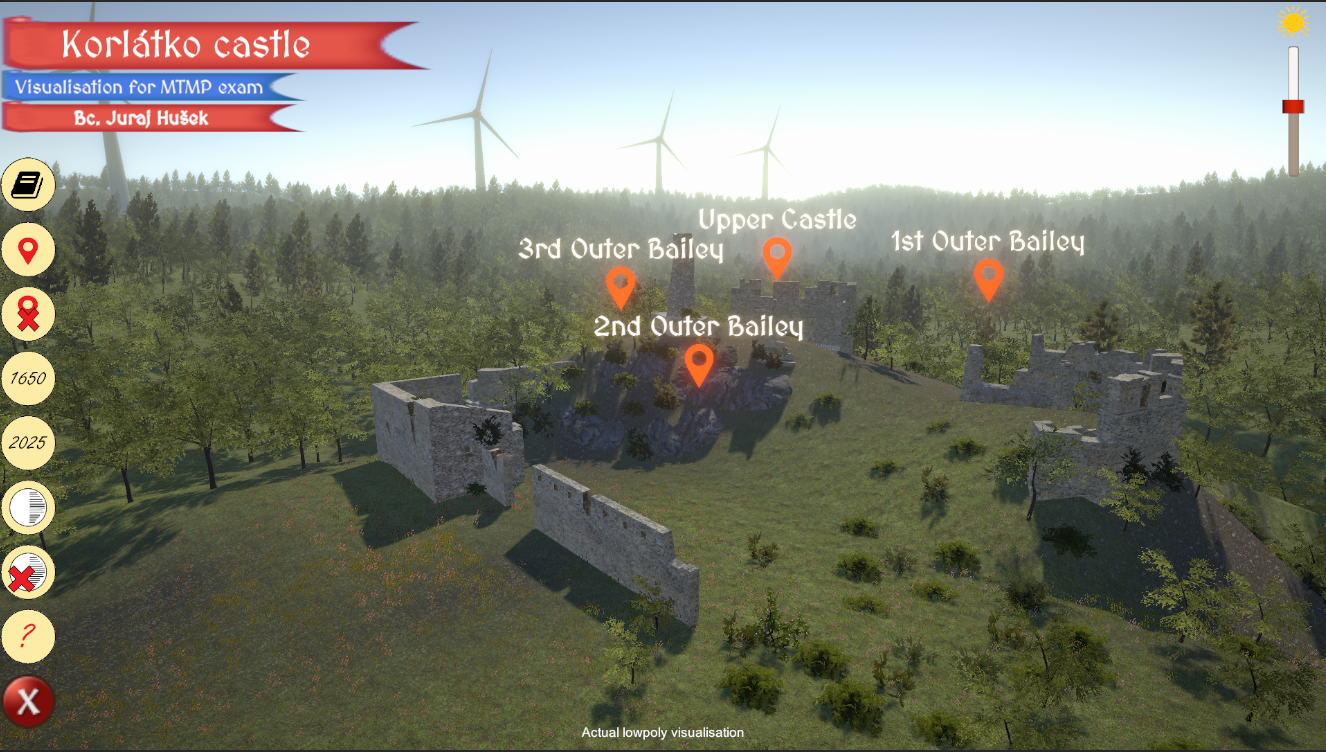 Korlátko castle
Visualisation for MTMP exam
Bc. Juraj Hušek
Upper Castle
3rd Outer Bailey
1st Outer Bailey
2nd Outer Bailey
1650
2025
?
X
Actual lowpoly visualisation